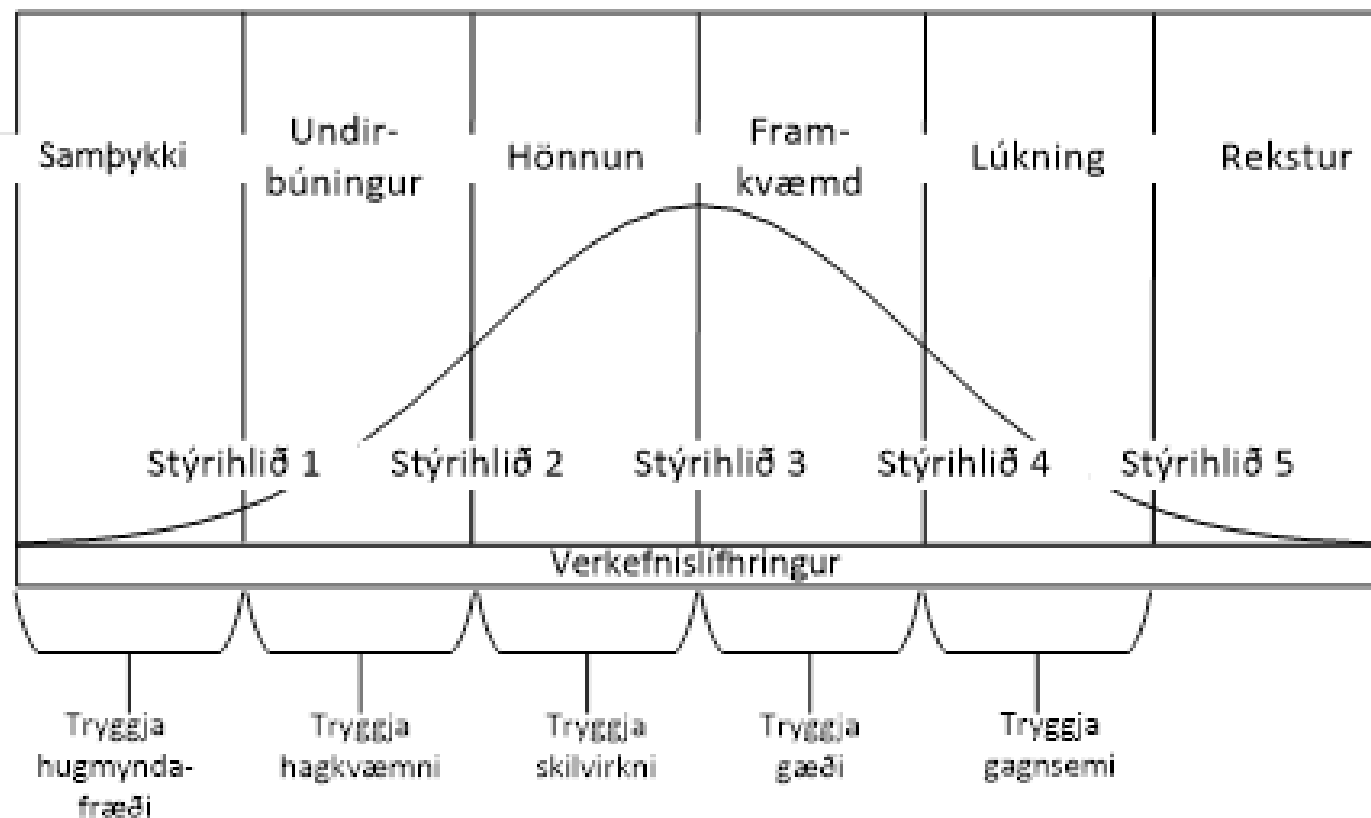 Samþykki
Undir-
búningur
Hönnun
Fram-
kvæmd
Lúkning
Rekstur
Stýrihlið 1
Stýrihlið 2
Stýrihlið 3
Stýrihlið 4
Stýrihlið 5
Verkefnislífhringur
Tryggja
hugmynda-
fræði
Tryggja
hagkvæmni
Tryggja
skilvirkni
Tryggja
gæði
Tryggja
gagnsemi